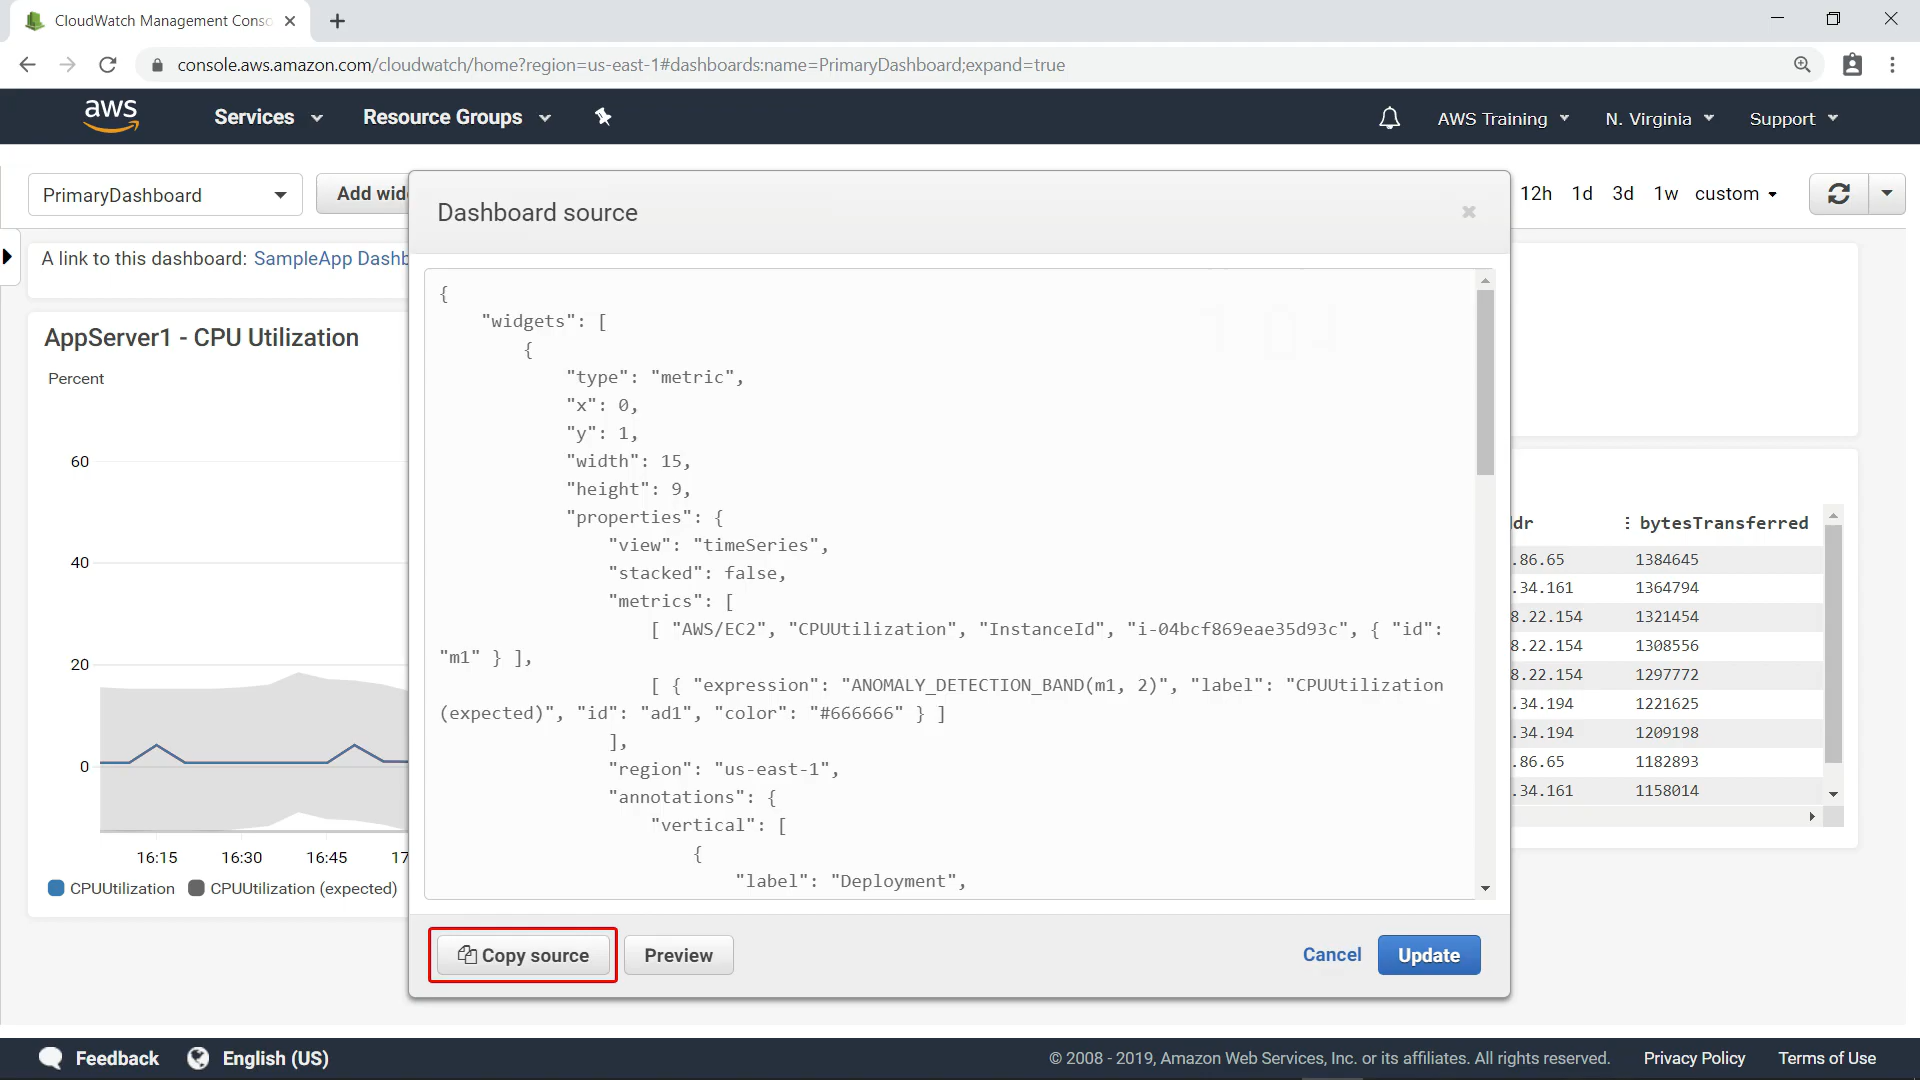 CloudWatch Management Conso
console.aws.amazon.com/cloudwatch/home?region=us-east-1#dashboards:name=PrimaryDashboard;expand=true
aws
Services
Resource Groups
AWS Training
N. Virginia
Support
PrimaryDashboard
Add wid
12h 1d 3d 1w custom
A link to this dashboard: SampleApp Dashb
Dashboard source
AppServer1 - CPU Utilization
Percent
60
40
20
0
16:15 16:30 16:45 17
CPUUtilization CPUUtilization (expected)
{
"widgets": [
{
"type": "metric",
"x": 0,
"y": 1,
"width": 15,
"height": 9,
"properties": {
"view": "timeSeries",
"stacked": false,
"metrics": [
[ "AWS/EC2", "CPUUtilization", "InstanceId", "i-04bcf869eae35d93c", { "id":
"m1" } ],
[ { "expression": "ANOMALY_DETECTION_BAND(m1, 2)", "label": "CPUUtilization
(expected)", "id": "ad1", "color": "#666666" } ]
],
"region": "us-east-1",
"annotations": {
"vertical": [
{
"label": "Deployment",
ddr bytesTransferred
.86.65 1384645
.34.161 1364794
8.22.154 1321454
8.22.154 1308556
8.22.154 1297772
.34.194 1221625
.34.194 1209198
.86.65 1182893
.34.161 1158014
Copy source
Preview
Cancel
Update
Feedback
English (US)
© 2008 - 2019, Amazon Web Services, Inc. or its affiliates. All rights reserved.
Privacy Policy
Terms of Use